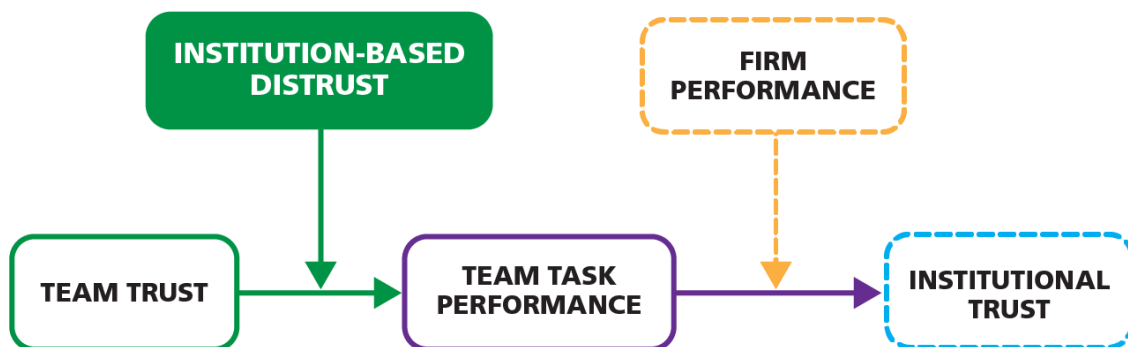 INSTITUTION-BASED
DISTRUST
FIRM
PERFORMANCE
TEAM TRUST
TEAM TASK
PERFORMANCE
INSTITUTIONAL
TRUST